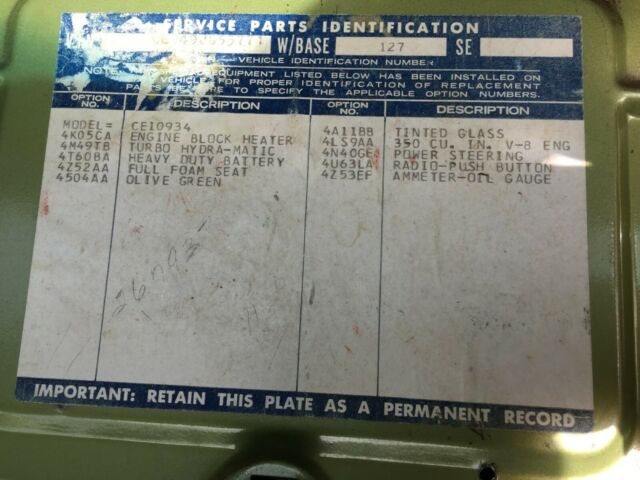 SERVICE PARTS IDENTIFICATION
W/BASE 127 SE
VEHICLE IDENTIFICATION NUMBER
NOTE: EQUIPMENT LISTED BELOW HAS BEEN INSTALLED ON
VEHICLE FOR PROPER IDENTIFICATION OF REPLACEMENT
PARTS BE SURE TO SPECIFY THE APPLICABLE OPTION NUMBERS.
OPTION NO. DESCRIPTION OPTION NO. DESCRIPTION
MODEL= CE10934 4A11BB TINTED GLASS
4K05CA ENGINE BLOCK HEATER 4LS9AA 350 CU. IN. V-8 ENG
4M49TB TURBO HYDRA-MATIC 4N40GE POWER STEERING
4T60BA HEAVY DUTY BATTERY 4U63LA RADIO-PUSH BUTTON
4Z52AA FULL FOAM SEAT 4Z53EF AMMETER-OIL GAUGE
4504AA OLIVE GREEN
IMPORTANT: RETAIN THIS PLATE AS A PERMANENT RECORD